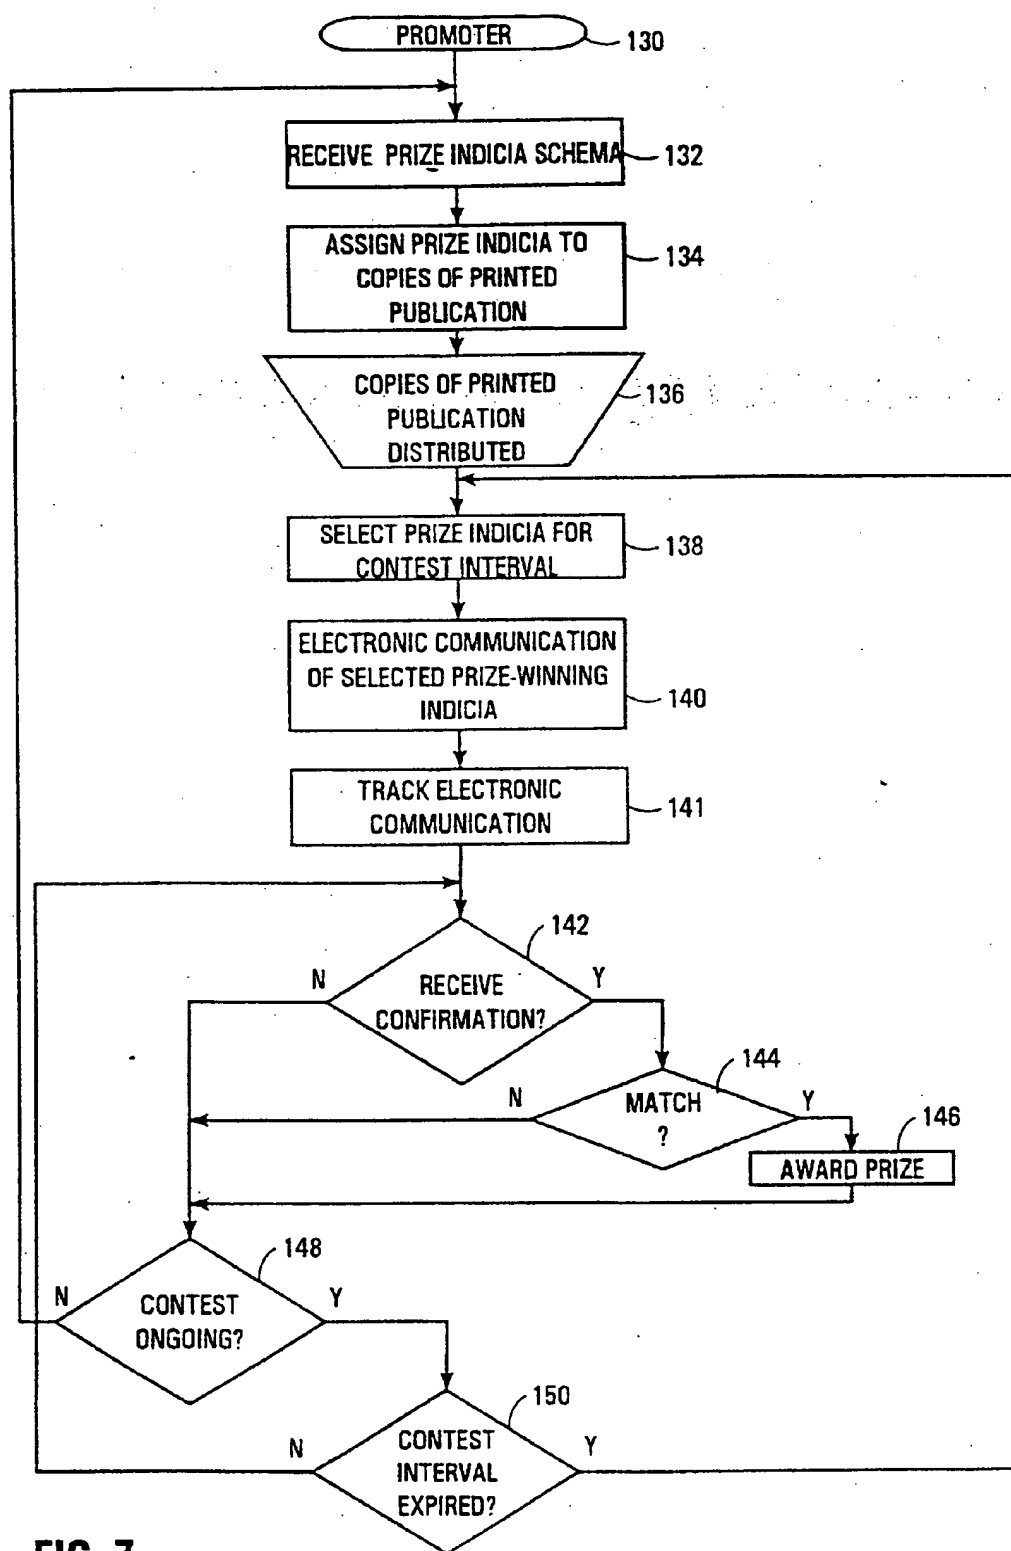 PROMOTER
130
RECEIVE PRIZE INDICIA SCHEMA
132
ASSIGN PRIZE INDICIA TO
COPIES OF PRINTED
PUBLICATION
134
COPIES OF PRINTED
PUBLICATION
DISTRIBUTED
136
SELECT PRIZE INDICIA FOR
CONTEST INTERVAL
138
ELECTRONIC COMMUNICATION
OF SELECTED PRIZE-WINNING
INDICIA
140
TRACK ELECTRONIC
COMMUNICATION
141
142
N
Y
RECEIVE
CONFIRMATION?
144
N
Y
MATCH
?
146
AWARD PRIZE
148
N
Y
CONTEST
ONGOING?
150
N
Y
CONTEST
INTERVAL
EXPIRED?
FIG. 7